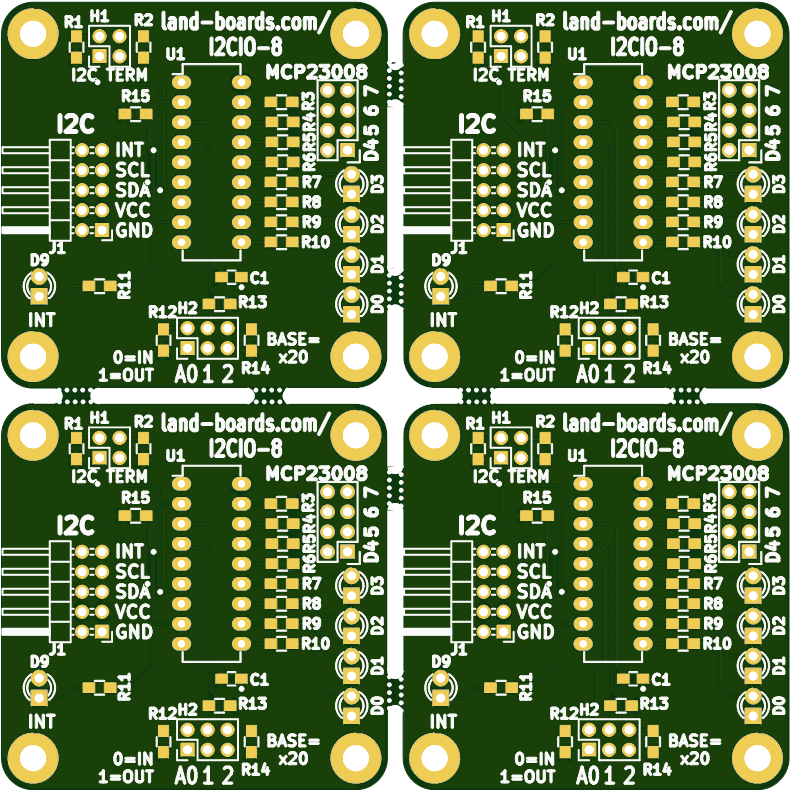 R1 H1 R2 land-boards.com/
I2CIO-8
U1
I2C TERM MCP23008
R15 R3 7
I2C R4 6
R5 5
INT R6 D4
SCL
SDA R7 D3
VCC R8
GND R9 D2
J1 R10
D9 C1 D1
R11 R13 D0
INT R12 H2
BASE=
0=IN x20
1=OUT A0 1 2 R14
R1 H1 R2 land-boards.com/
I2CIO-8
U1
I2C TERM MCP23008
R15 R3 7
I2C R4 6
R5 5
INT R6 D4
SCL
SDA R7 D3
VCC R8
GND R9 D2
J1 R10
D9 C1 D1
R11 R13 D0
INT R12 H2
BASE=
0=IN x20
1=OUT A0 1 2 R14
R1 H1 R2 land-boards.com/
I2CIO-8
U1
I2C TERM MCP23008
R15 R3 7
I2C R4 6
R5 5
INT R6 D4
SCL
SDA R7 D3
VCC R8
GND R9 D2
J1 R10
D9 C1 D1
R11 R13 D0
INT R12 H2
BASE=
0=IN x20
1=OUT A0 1 2 R14
R1 H1 R2 land-boards.com/
I2CIO-8
U1
I2C TERM MCP23008
R15 R3 7
I2C R4 6
R5 5
INT R6 D4
SCL
SDA R7 D3
VCC R8
GND R9 D2
J1 R10
D9 C1 D1
R11 R13 D0
INT R12 H2
BASE=
0=IN x20
1=OUT A0 1 2 R14